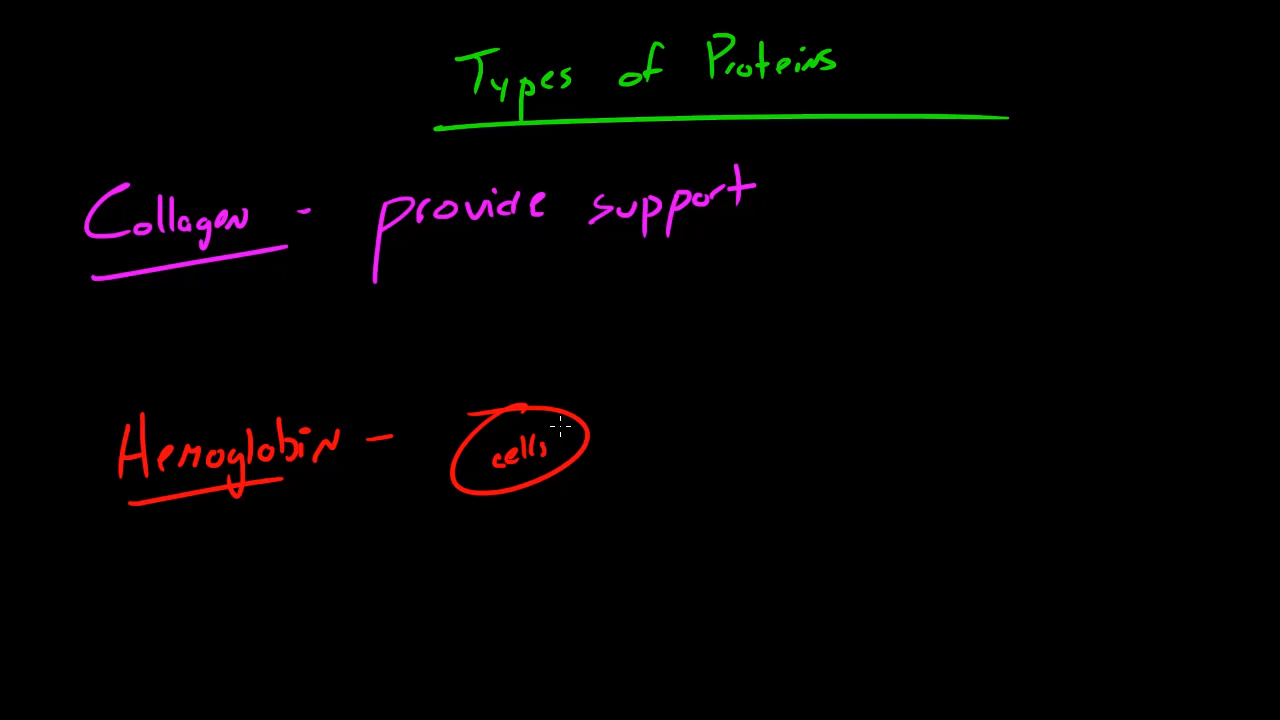 Types of Proteins
Collagen - provide support
Hemoglobin - cells